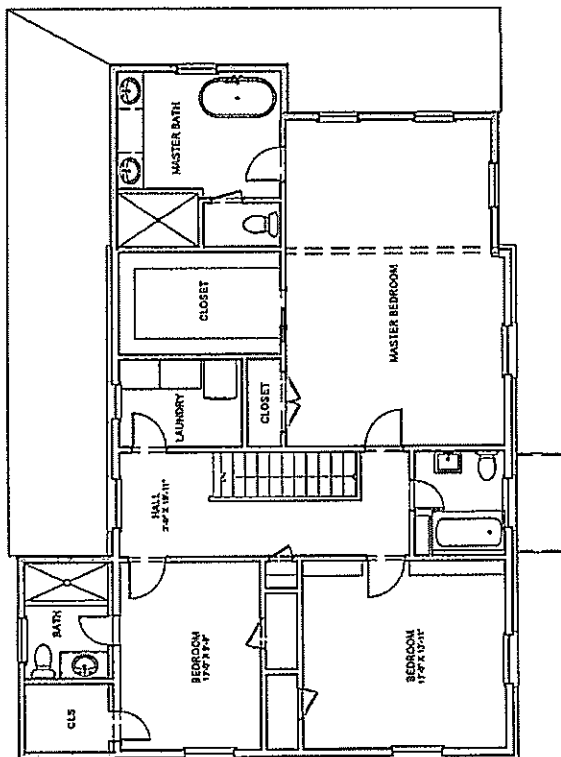 MASTER BATH
CLOSET
MASTER BEDROOM
LAUNDRY
CLOSET
HALL
BATH
BEDROOM
BEDROOM
CLS